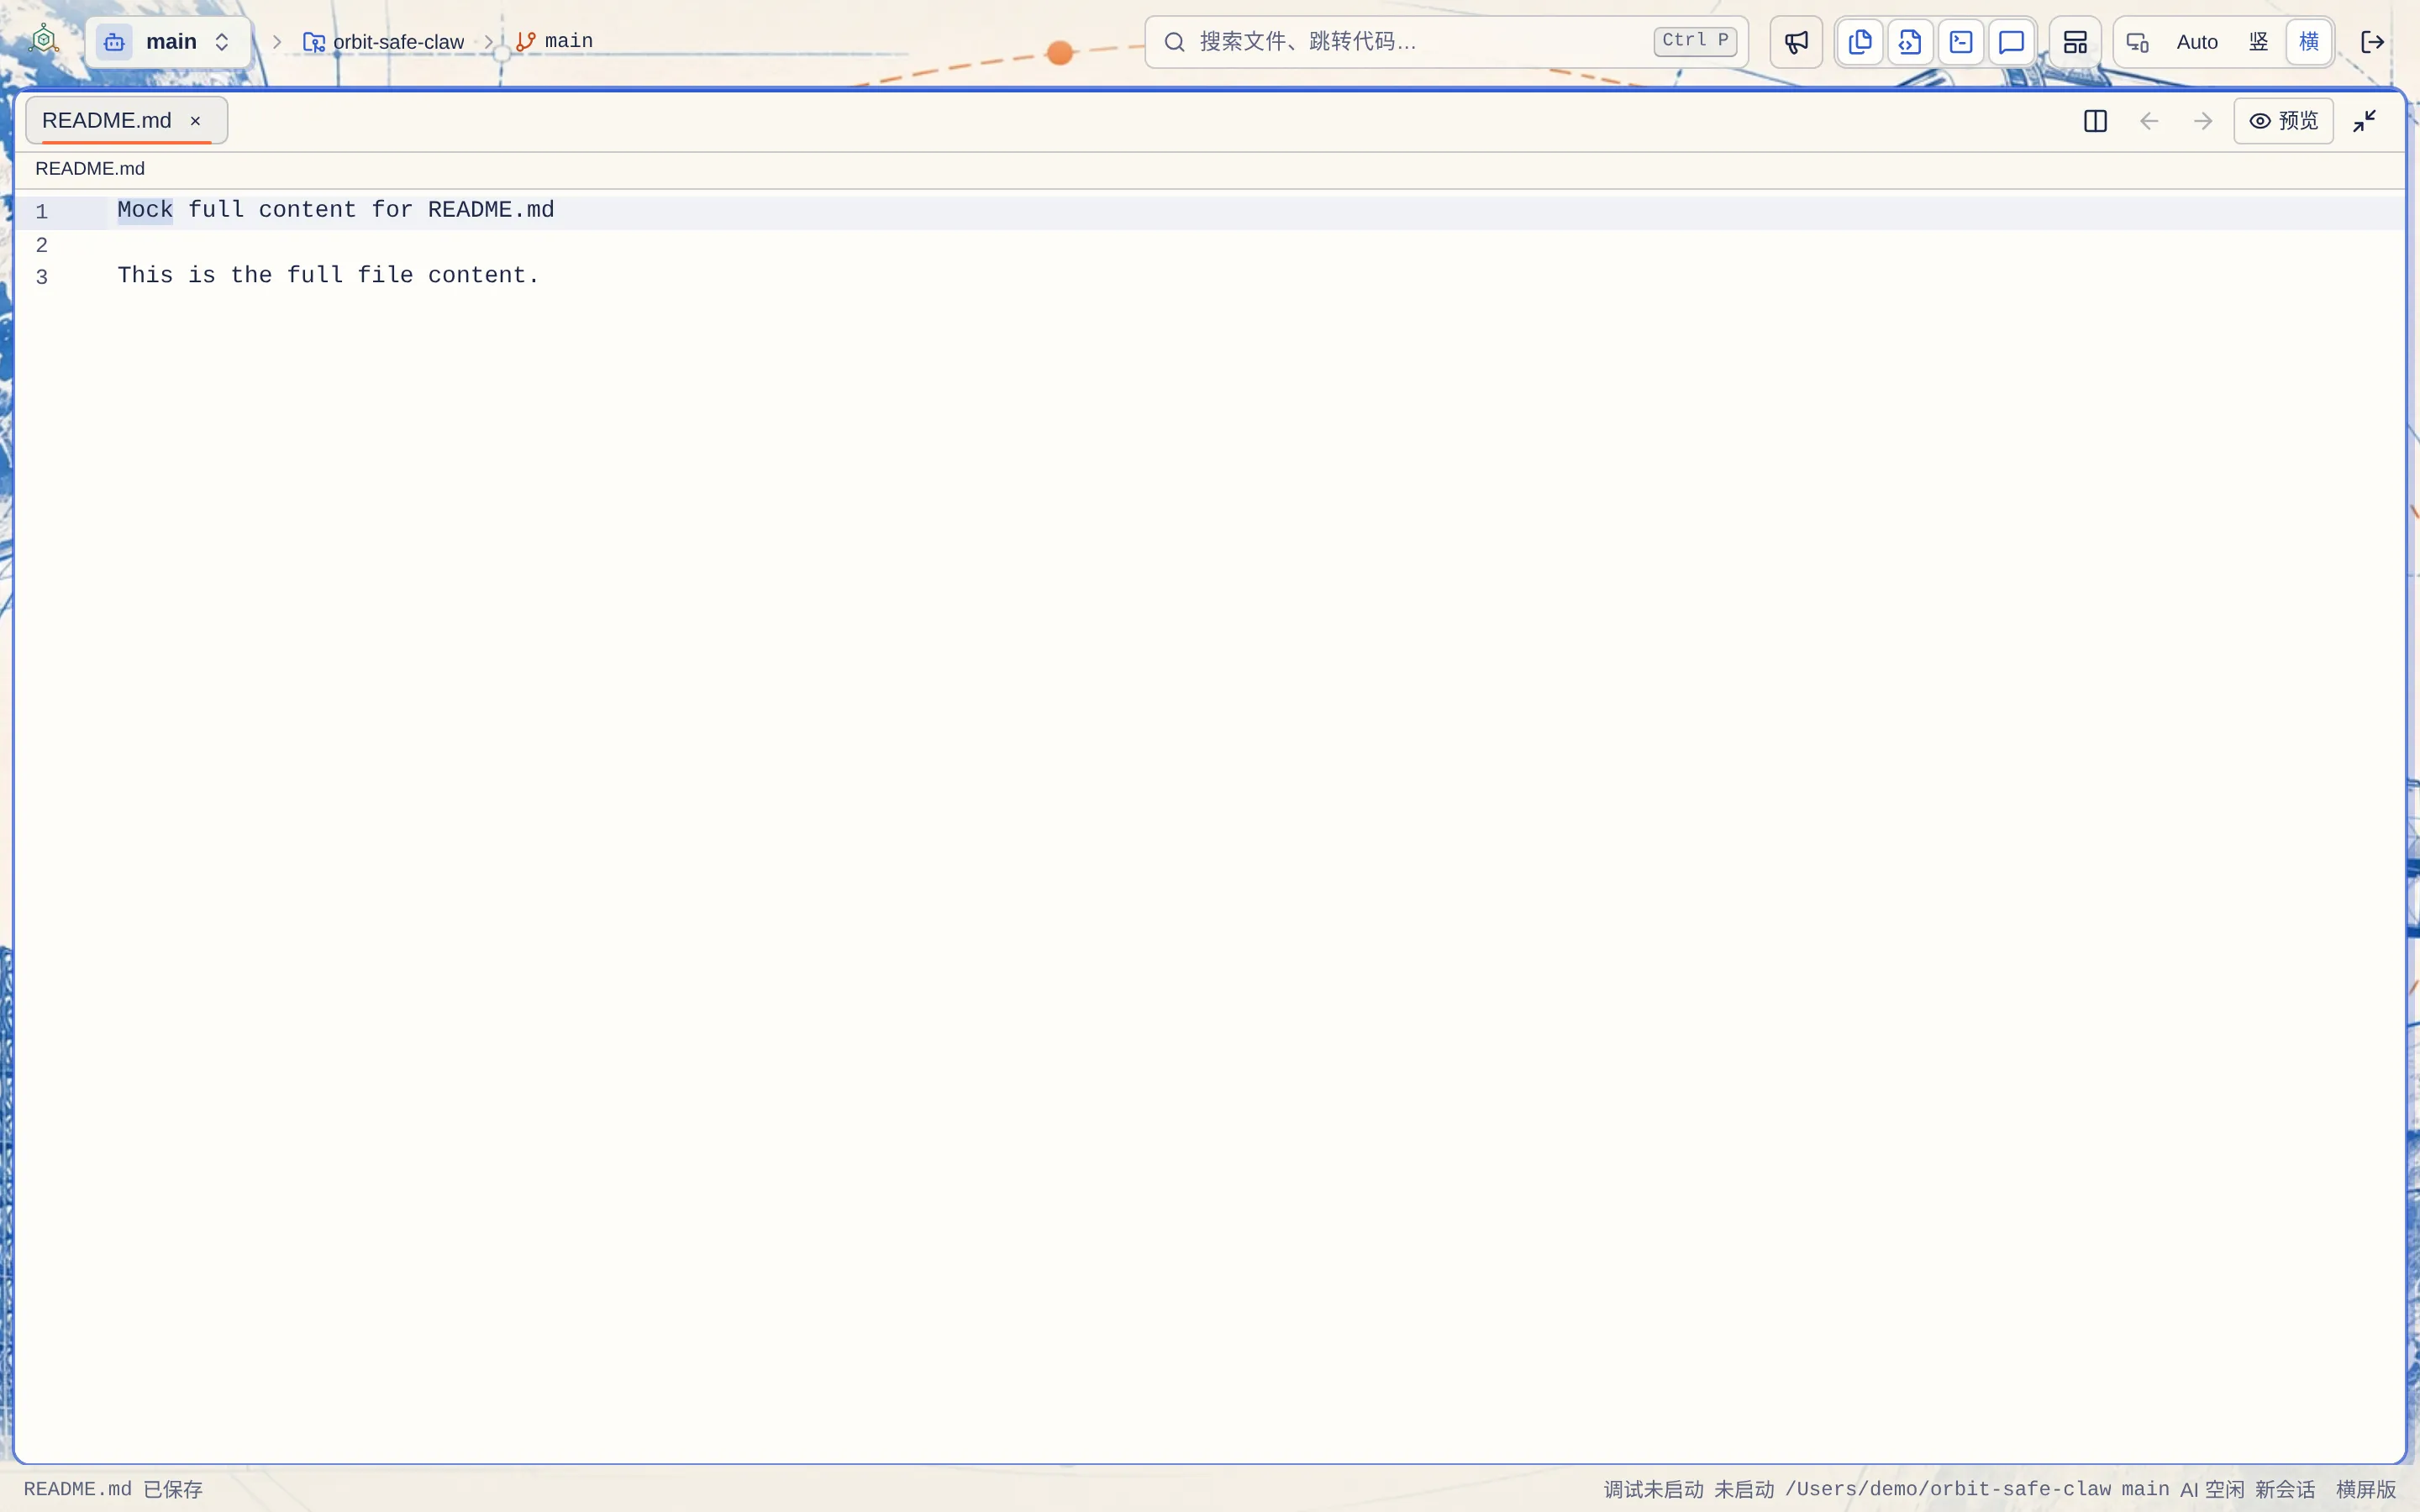 main orbit-safe-claw main 搜索文件、跳转代码... Ctrl P Auto 竖 横
README.md × 预览
README.md
1 Mock full content for README.md
2
3 This is the full file content.
README.md 已保存 调试未启动 未启动 /Users/demo/orbit-safe-claw main AI 空闲 新会话 横屏版